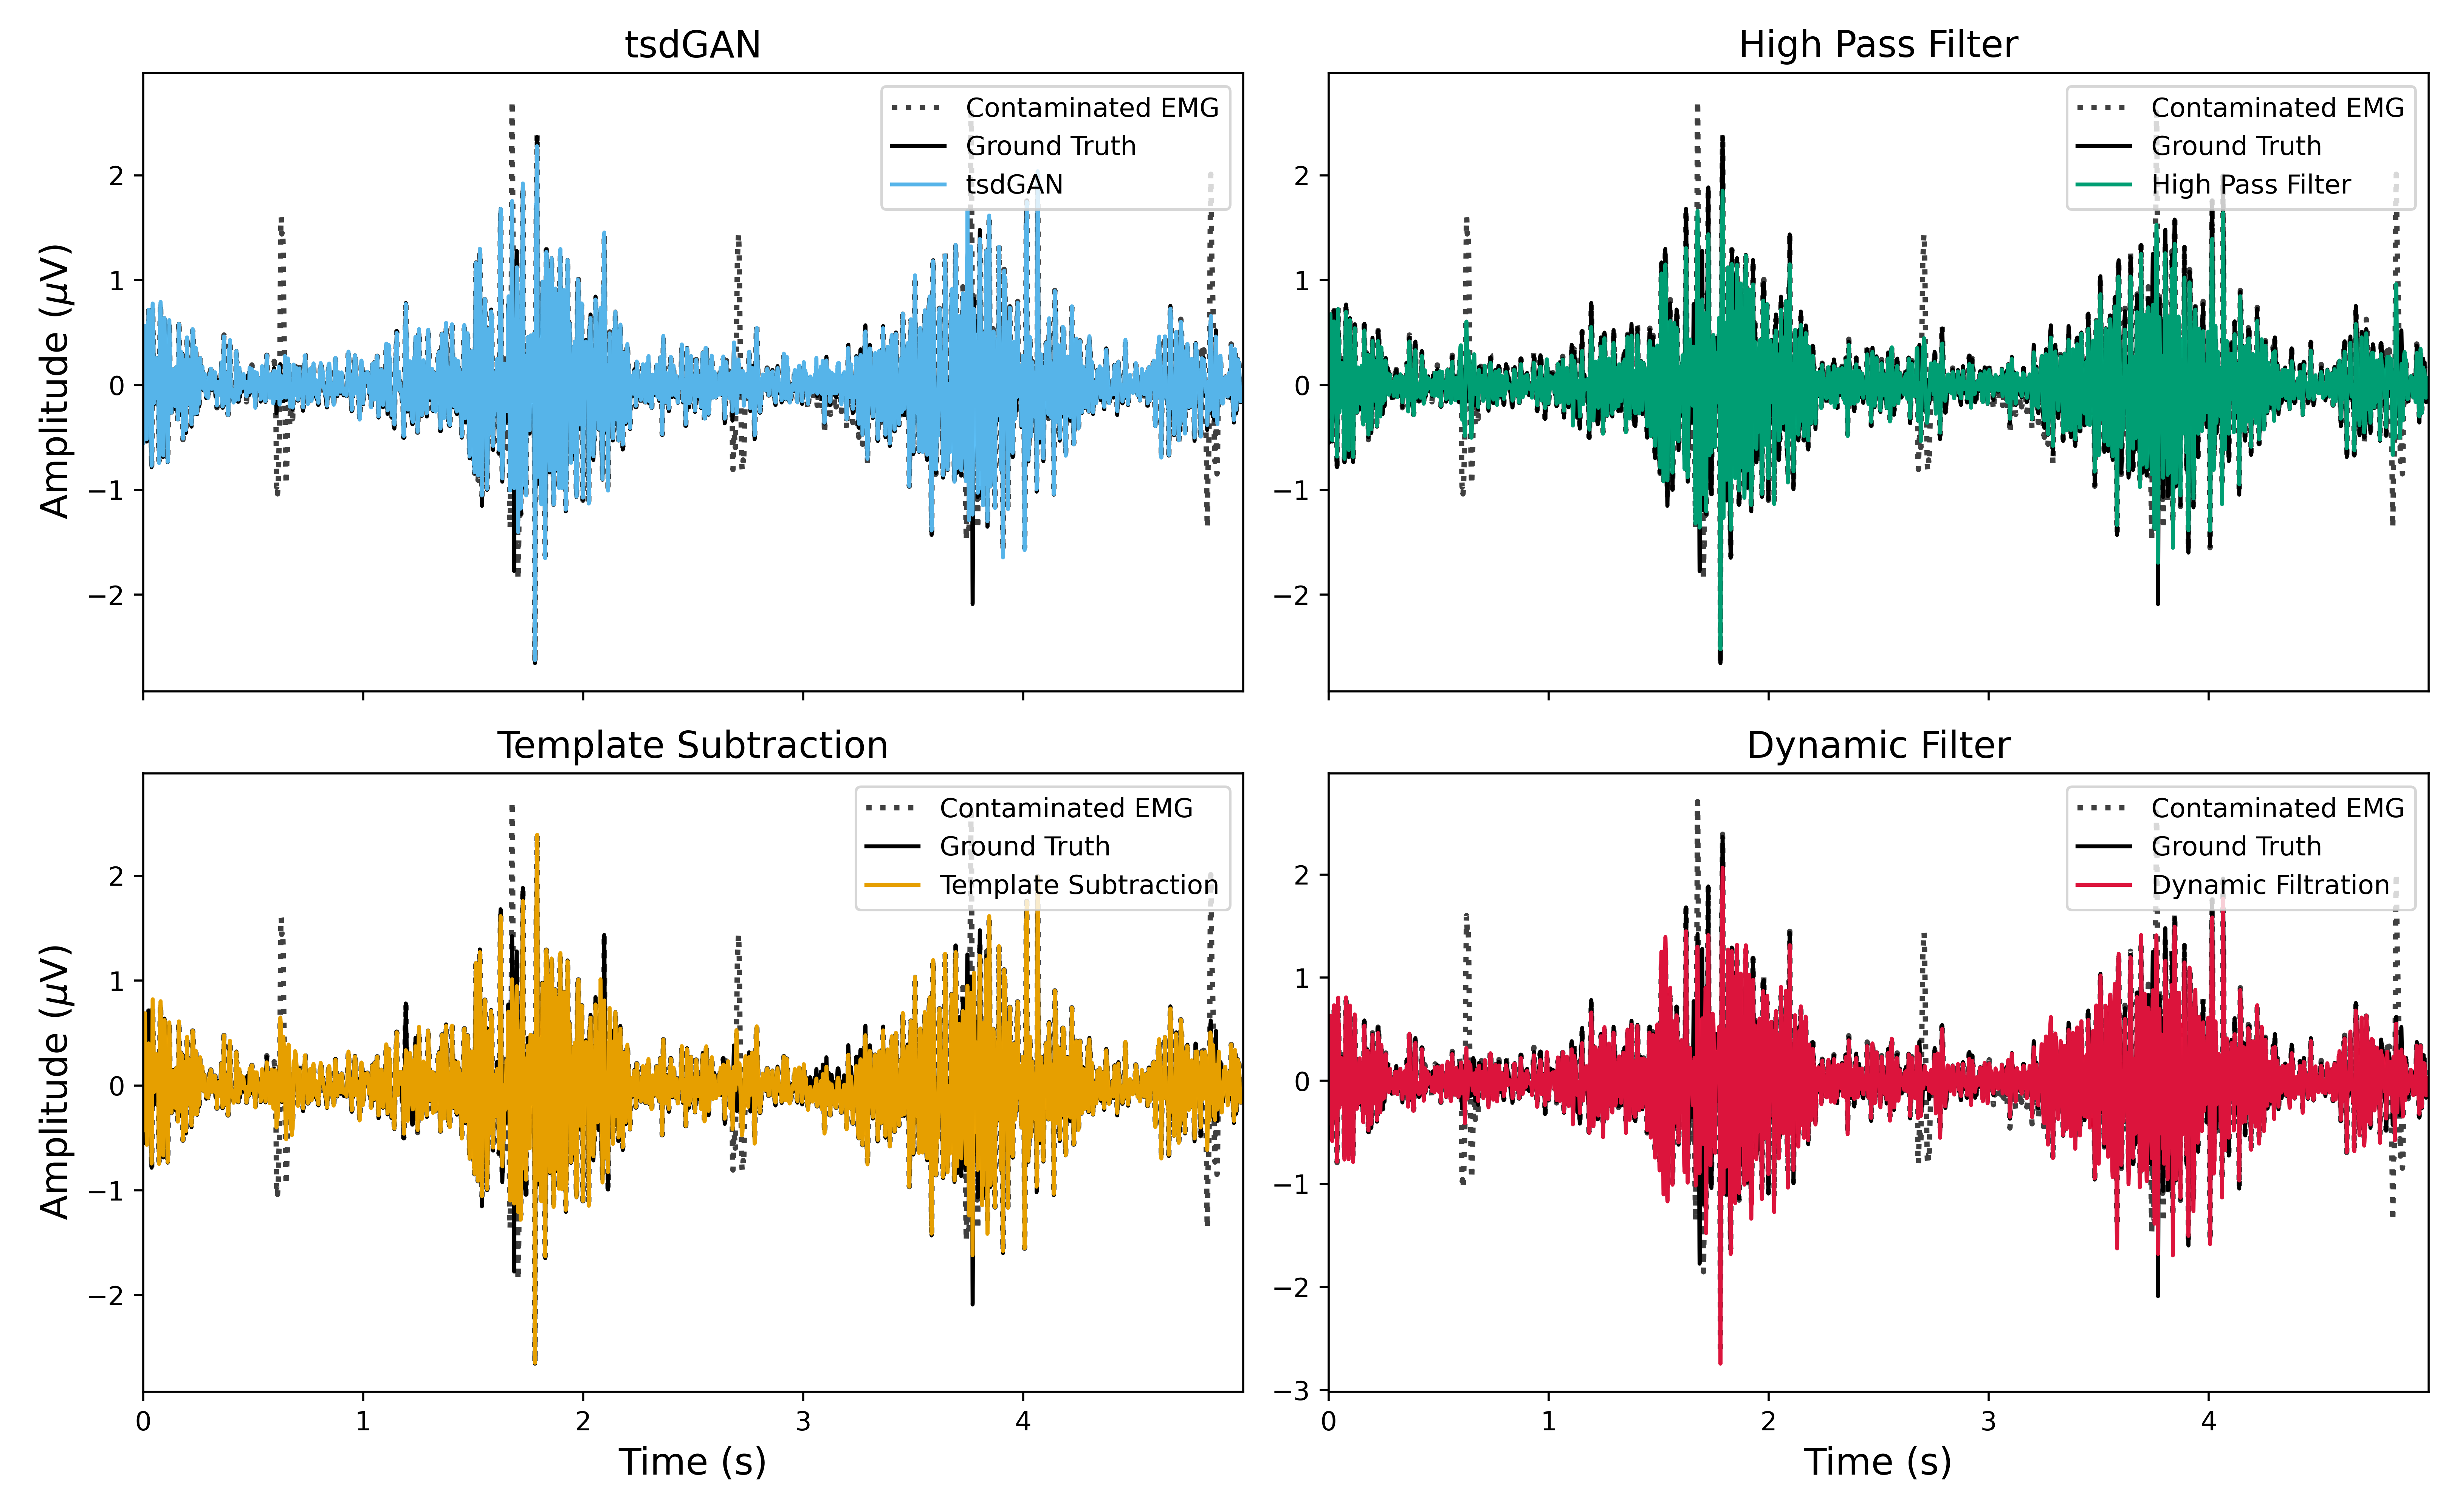 tsdGAN
Contaminated EMG
Ground Truth
tsdGAN
Amplitude (μV)
2
1
0
−1
−2
High Pass Filter
Contaminated EMG
Ground Truth
High Pass Filter
2
1
0
−1
−2
Template Subtraction
Contaminated EMG
Ground Truth
Template Subtraction
Amplitude (μV)
2
1
0
−1
−2
0 1 2 3 4
Time (s)
Dynamic Filter
Contaminated EMG
Ground Truth
Dynamic Filtration
2
1
0
−1
−2
−3
0 1 2 3 4
Time (s)